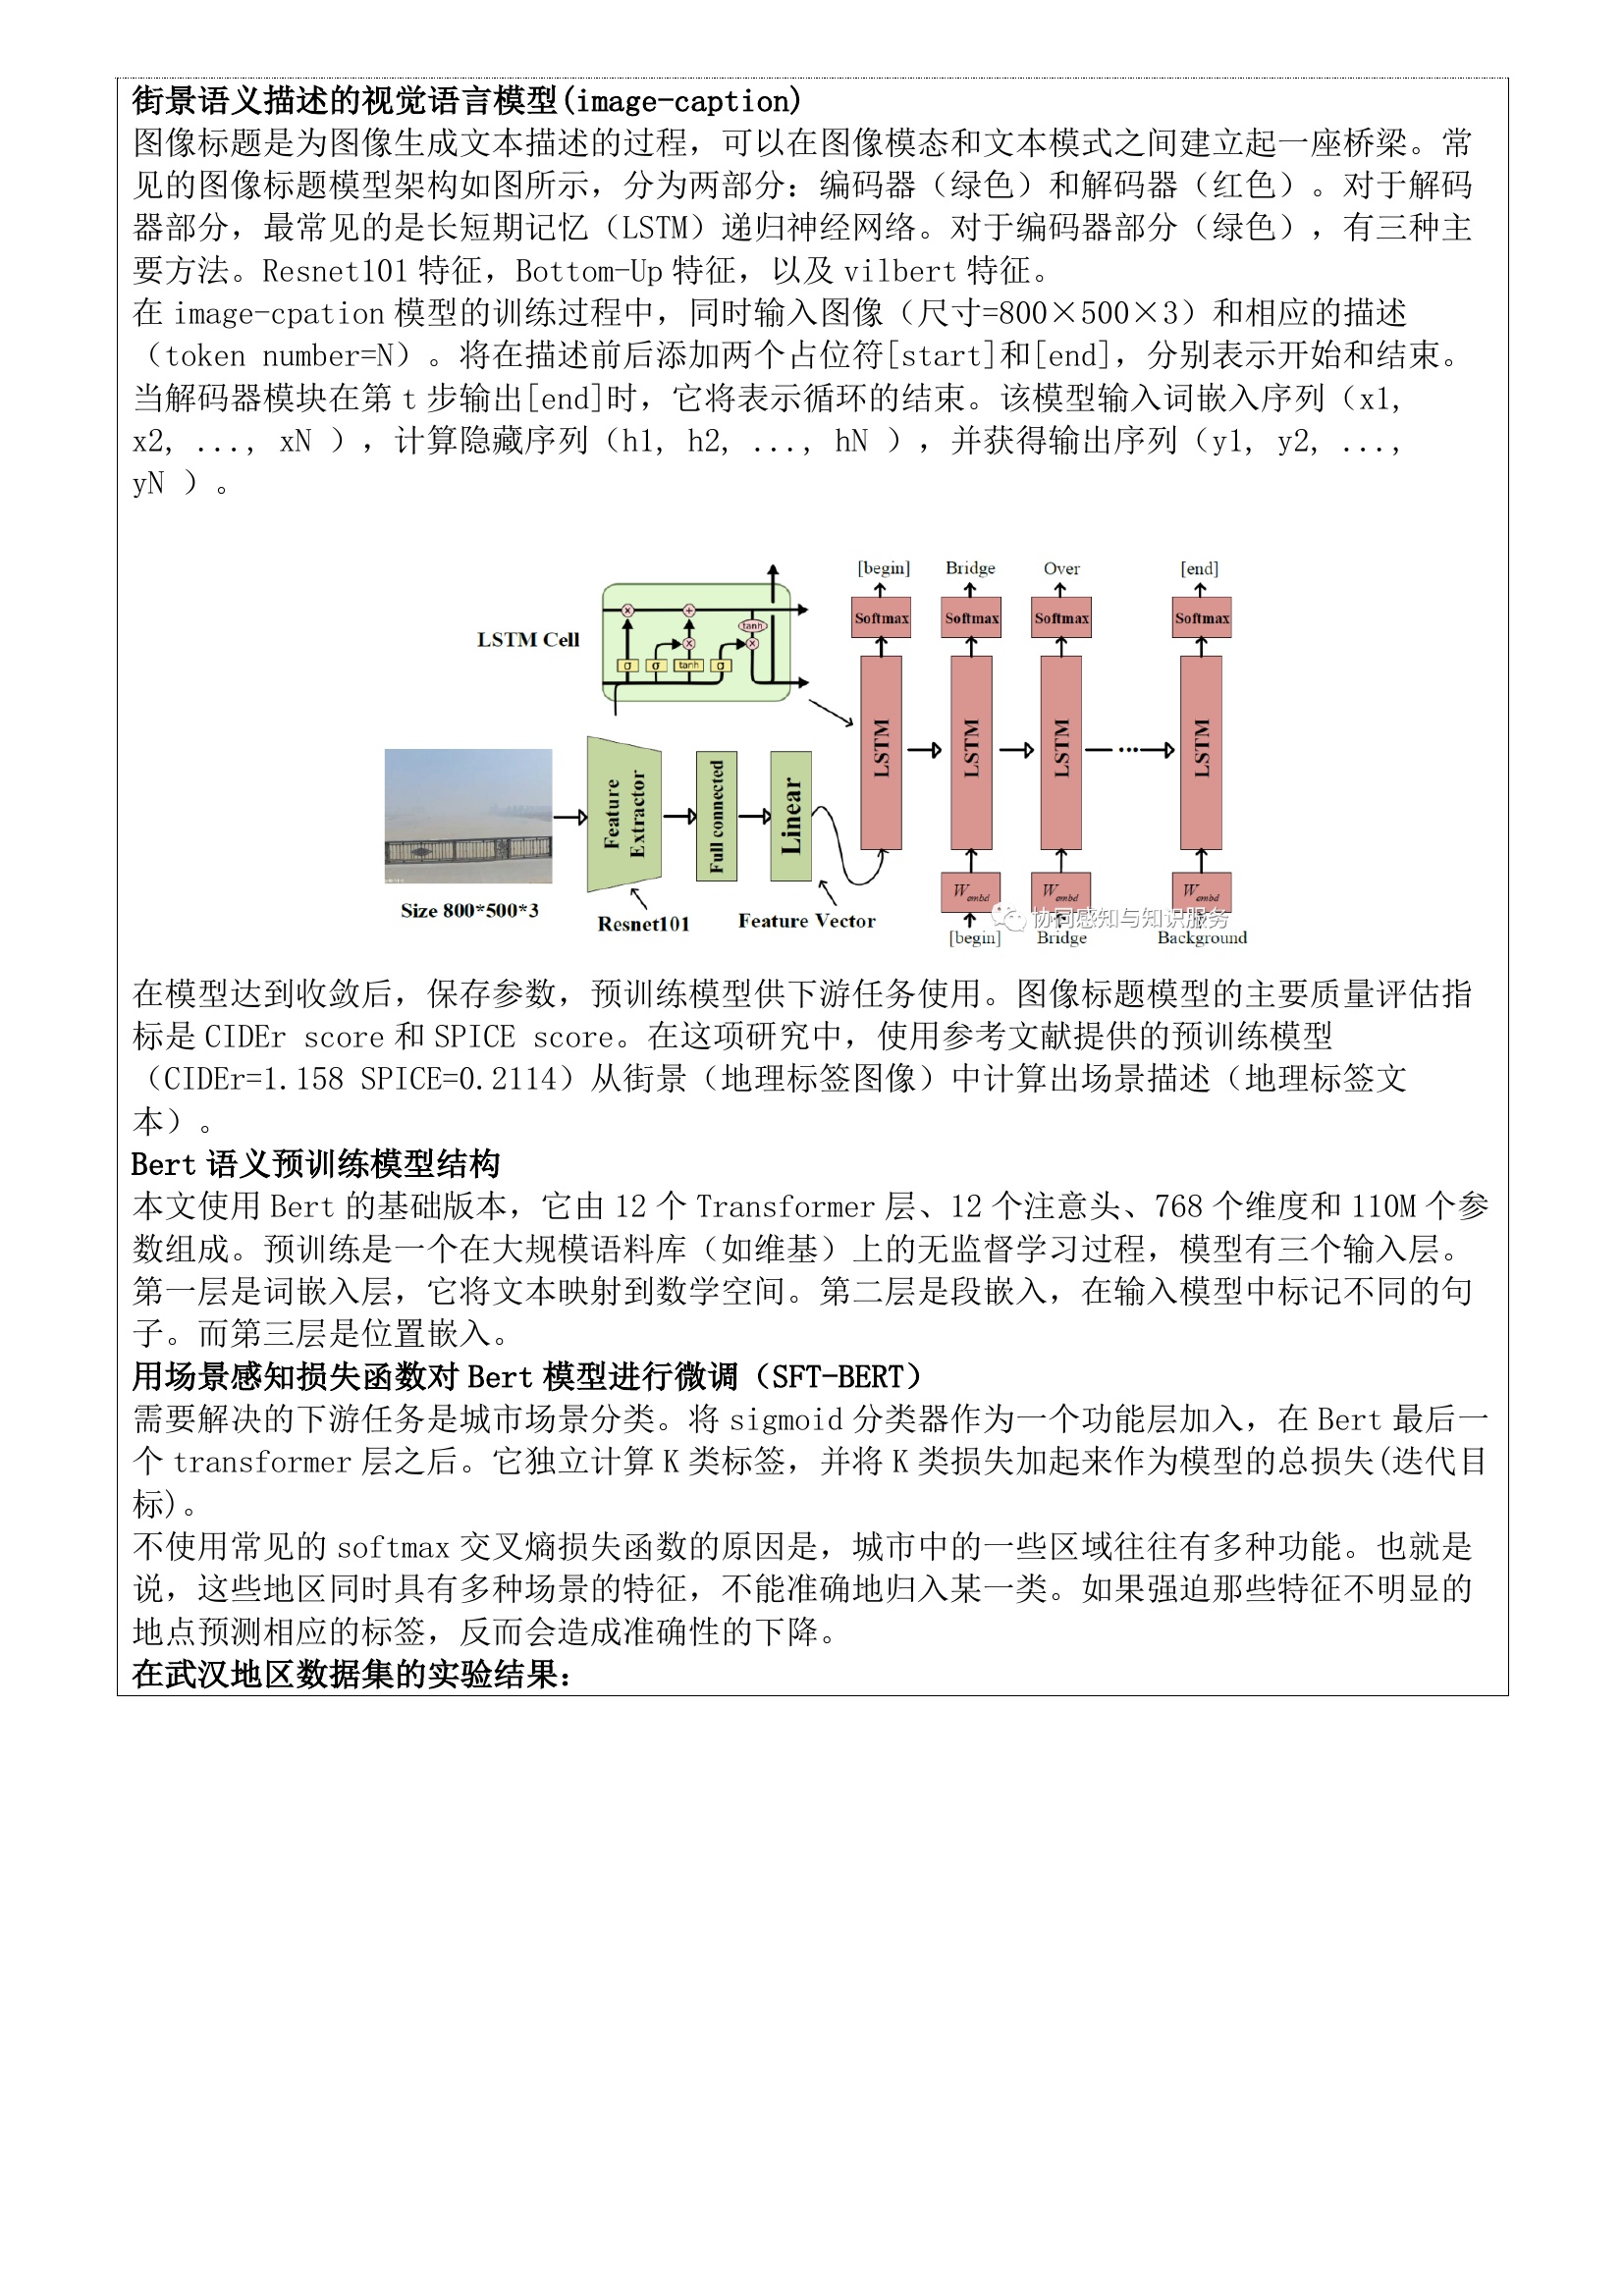 街景语义描述的视觉语言模型(image-caption)
图像标题是为图像生成文本描述的过程，可以在图像模态和文本模式之间建立起一座桥梁。常
见的图像标题模型架构如图所示，分为两部分：编码器（绿色）和解码器（红色）。对于解码
器部分，最常见的是长短期记忆（LSTM）递归神经网络。对于编码器部分（绿色），有三种主
要方法。Resnet101 特征，Bottom-Up 特征，以及 vilbert 特征。
在 image-cpation 模型的训练过程中，同时输入图像（尺寸=800×500×3）和相应的描述
（token number=N）。将在描述前后添加两个占位符[start]和[end]，分别表示开始和结束。
当解码器模块在第 t 步输出[end]时，它将表示循环的结束。该模型输入词嵌入序列（x1,
x2, ..., xN ），计算隐藏序列（h1, h2, ..., hN ），并获得输出序列（y1, y2, ...,
yN ）。
[begin] Bridge Over [end]
Softmax Softmax Softmax Softmax
LSTM Cell
tanh
σ σ tanh σ
LSTM LSTM LSTM ... LSTM
Feature Extractor
Full connected
Linear
Size 800*500*3
Resnet101
Feature Vector
W embd W embd W embd
协同感知与知识服务
[begin] Bridge Background
在模型达到收敛后，保存参数，预训练模型供下游任务使用。图像标题模型的主要质量评估指
标是 CIDEr score 和 SPICE score。在这项研究中，使用参考文献提供的预训练模型
（CIDEr=1.158 SPICE=0.2114）从街景（地理标签图像）中计算出场景描述（地理标签文
本）。
Bert 语义预训练模型结构
本文使用 Bert 的基础版本，它由 12 个 Transformer 层、12 个注意头、768 个维度和 110M 个参
数组成。预训练是一个在大规模语料库（如维基）上的无监督学习过程，模型有三个输入层。
第一层是词嵌入层，它将文本映射到数学空间。第二层是段嵌入，在输入模型中标记不同的句
子。而第三层是位置嵌入。
用场景感知损失函数对 Bert 模型进行微调（SFT-BERT）
需要解决的下游任务是城市场景分类。将 sigmoid 分类器作为一个功能层加入，在 Bert 最后一
个 transformer 层之后。它独立计算 K 类标签，并将 K 类损失加起来作为模型的总损失(迭代目
标)。
不使用常见的 softmax 交叉熵损失函数的原因是，城市中的一些区域往往有多种功能。也就是
说，这些地区同时具有多种场景的特征，不能准确地归入某一类。如果强迫那些特征不明显的
地点预测相应的标签，反而会造成准确性的下降。
在武汉地区数据集的实验结果：